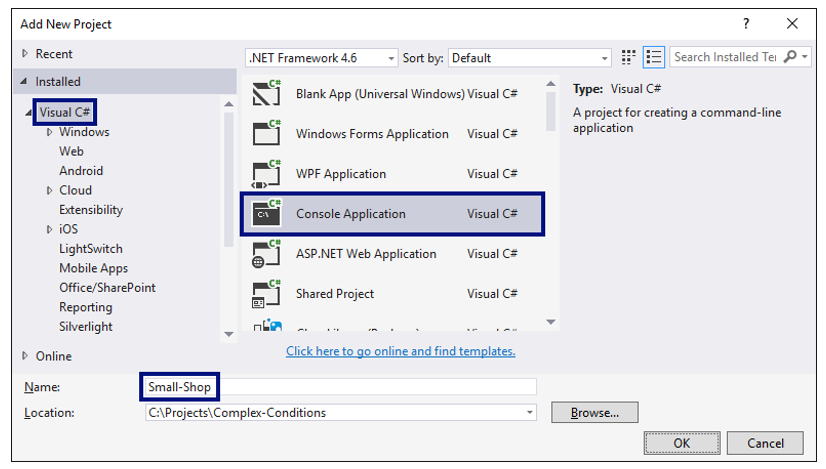 Add New Project
?
Recent
.NET Framework 4.6
Sort by:
Default
Search Installed Te
Installed
Visual C#
Windows
Web
Android
Cloud
Extensibility
iOS
LightSwitch
Mobile Apps
Office/SharePoint
Reporting
Silverlight
Online
C# Blank App (Universal Windows) Visual C#
C# Windows Forms Application Visual C#
C# WPF Application Visual C#
C# C:\ Console Application Visual C#
C# ASP.NET Web Application Visual C#
C# Shared Project Visual C#
Click here to go online and find templates.
Type: Visual C#
A project for creating a command-line
application
Name: Small-Shop
Location: C:\Projects\Complex-Conditions
Browse...
OK Cancel